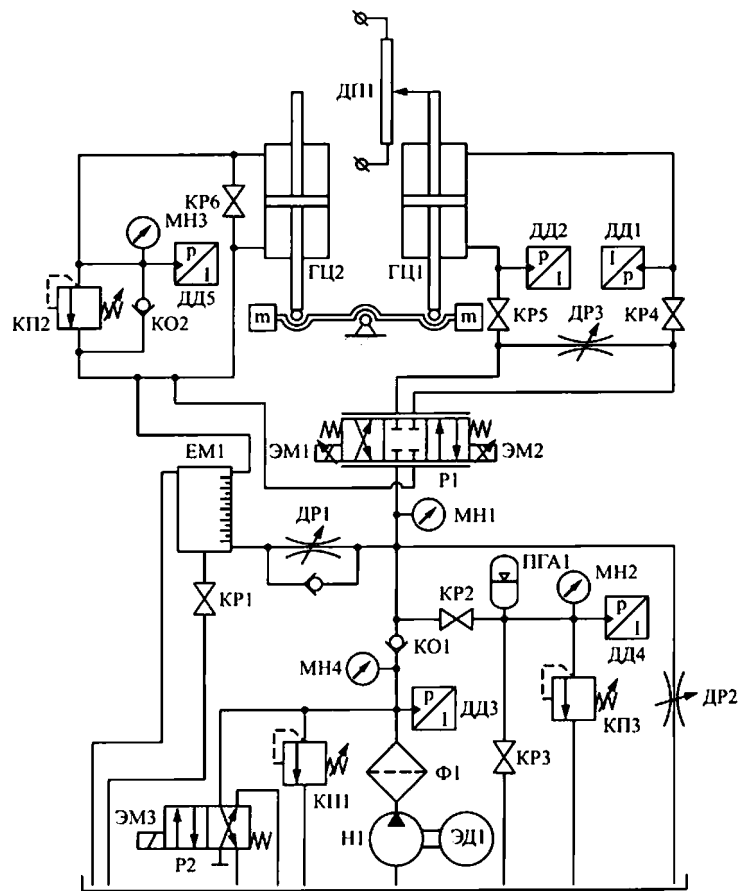 ДП1
КР6
МН3
ДД2 ДД1
p
I
I
p
p
I
ГЦ2 ГЦ1
ДД5
КП2
КО2
m
m
КР5
ДР3
КР4
ЭМ1
ЭМ2
ЕМ1
Р1
МН1
ДР1
ПГА1
МН2
КР2
КР1
p
I
КО1
МН4
ДД4
p
I
ДД3
ДР2
КП3
КП1
Ф1
КР3
ЭМ3
Н1
ЭД1
Р2